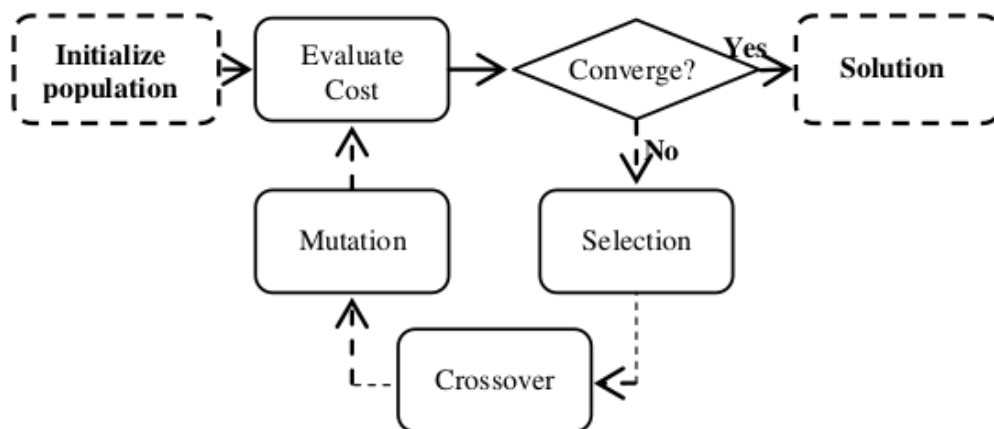 Initialize
population
Evaluate
Cost
Converge?
Yes
Solution
No
Mutation
Selection
Crossover